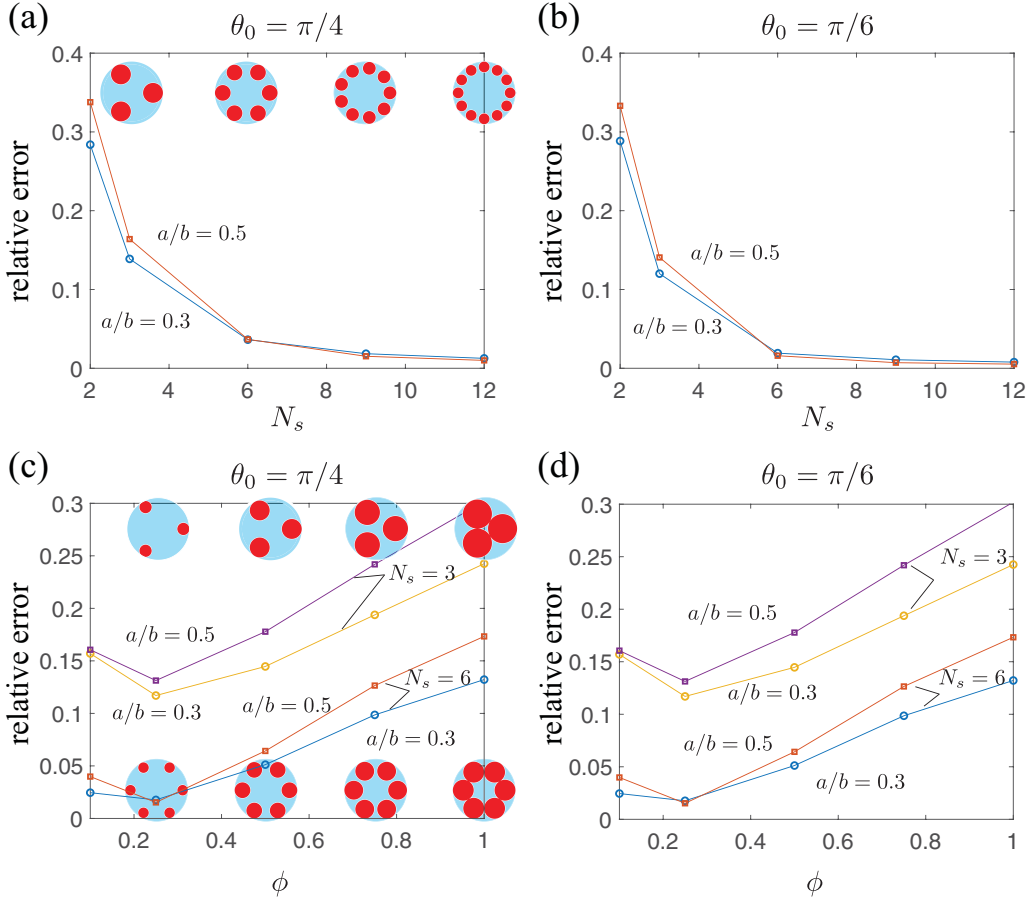 (a)
θ₀ = π/4
relative error
0.4
0.3
0.2
0.1
0
a/b = 0.5
a/b = 0.3
2 4 6 8 10 12
Nₛ
(b)
θ₀ = π/6
relative error
0.4
0.3
0.2
0.1
0
a/b = 0.5
a/b = 0.3
2 4 6 8 10 12
Nₛ
(c)
θ₀ = π/4
relative error
0.3
0.25
0.2
0.15
0.1
0.05
0
Nₛ = 3
a/b = 0.5
a/b = 0.3
Nₛ = 6
a/b = 0.5
a/b = 0.3
0.2 0.4 0.6 0.8 1
ϕ
(d)
θ₀ = π/6
relative error
0.3
0.25
0.2
0.15
0.1
0.05
0
Nₛ = 3
a/b = 0.5
a/b = 0.3
Nₛ = 6
a/b = 0.5
a/b = 0.3
0.2 0.4 0.6 0.8 1
ϕ